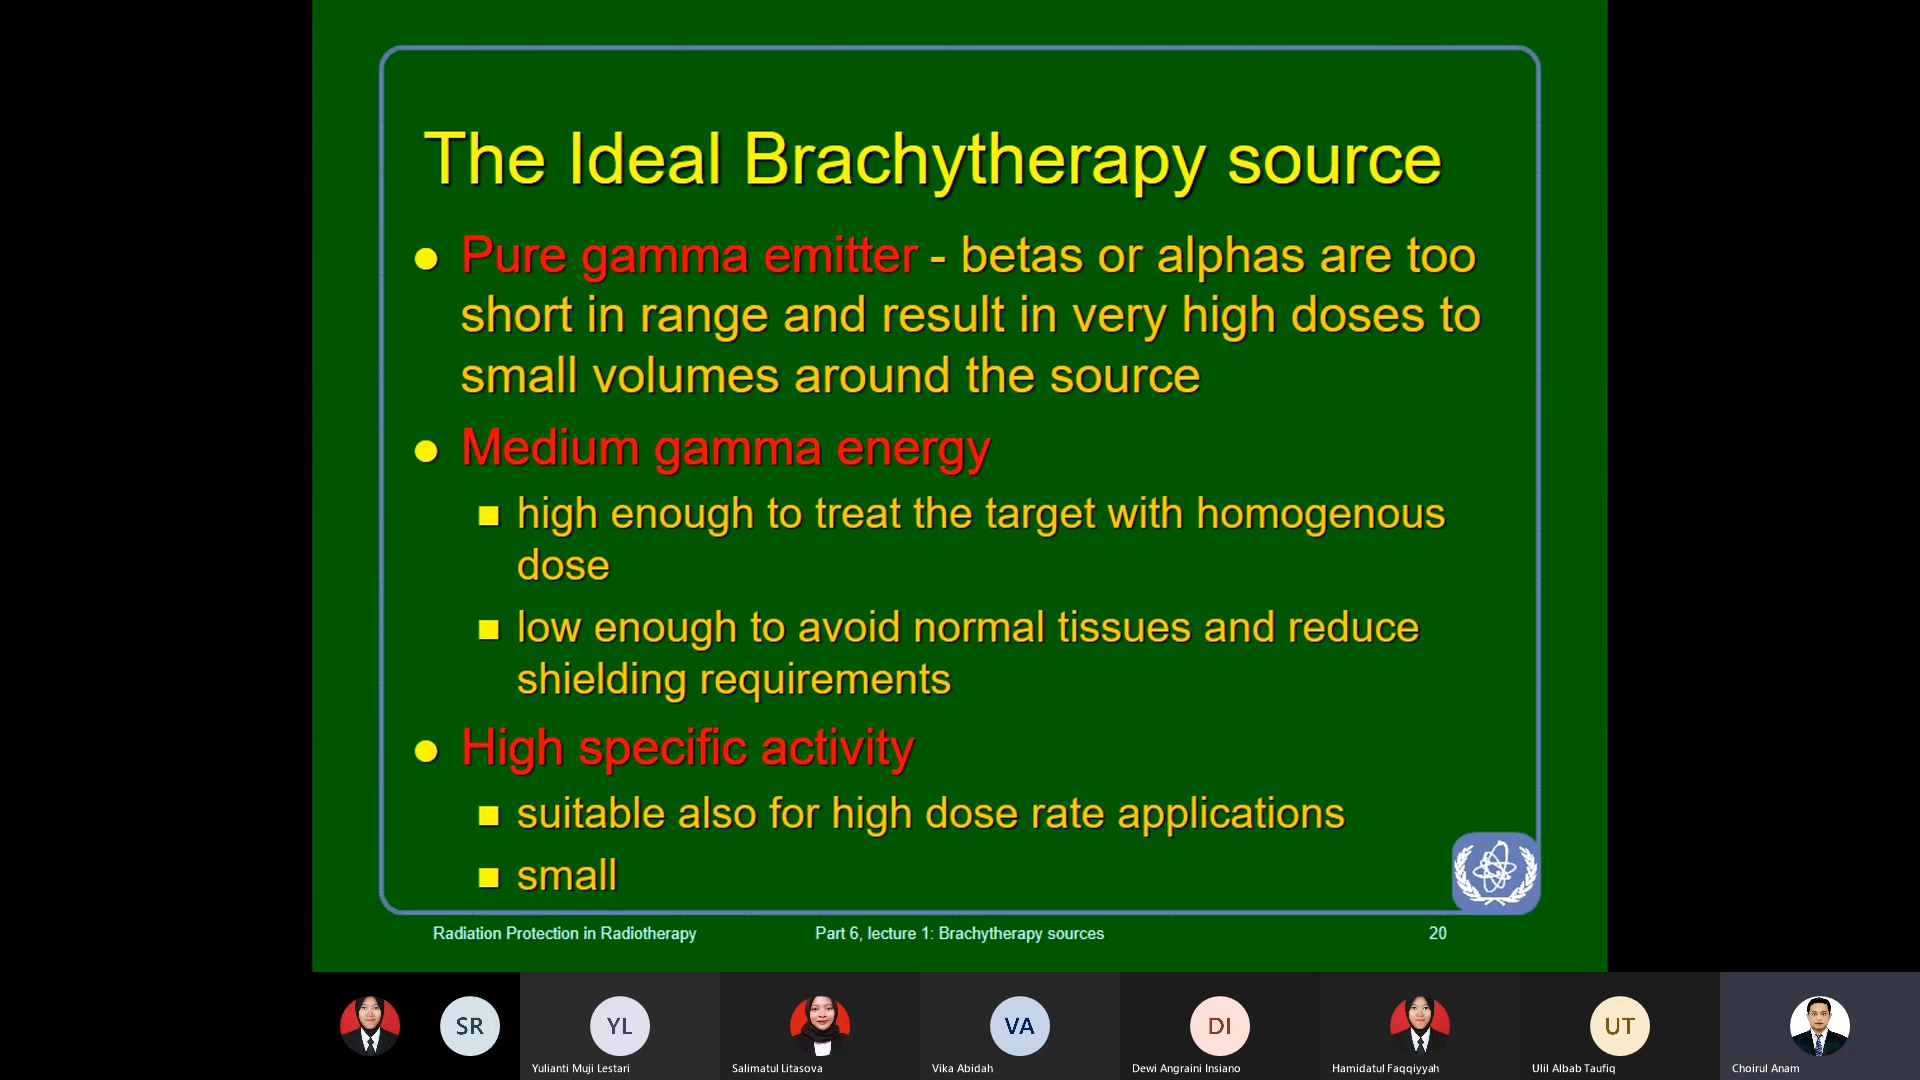 The Ideal Brachytherapy source
Pure gamma emitter - betas or alphas are too
short in range and result in very high doses to
small volumes around the source
Medium gamma energy
high enough to treat the target with homogenous
dose
low enough to avoid normal tissues and reduce
shielding requirements
High specific activity
suitable also for high dose rate applications
small
Radiation Protection in Radiotherapy
Part 6, lecture 1: Brachytherapy sources
20
SR
YL
VA
DI
UT
Yulianti Muji Lestari
Salimatul Litasova
Vika Abidah
Dewi Angraini Insiano
Hamidatul Faqqiyyah
Ulil Albab Taufiq
Choirul Anam